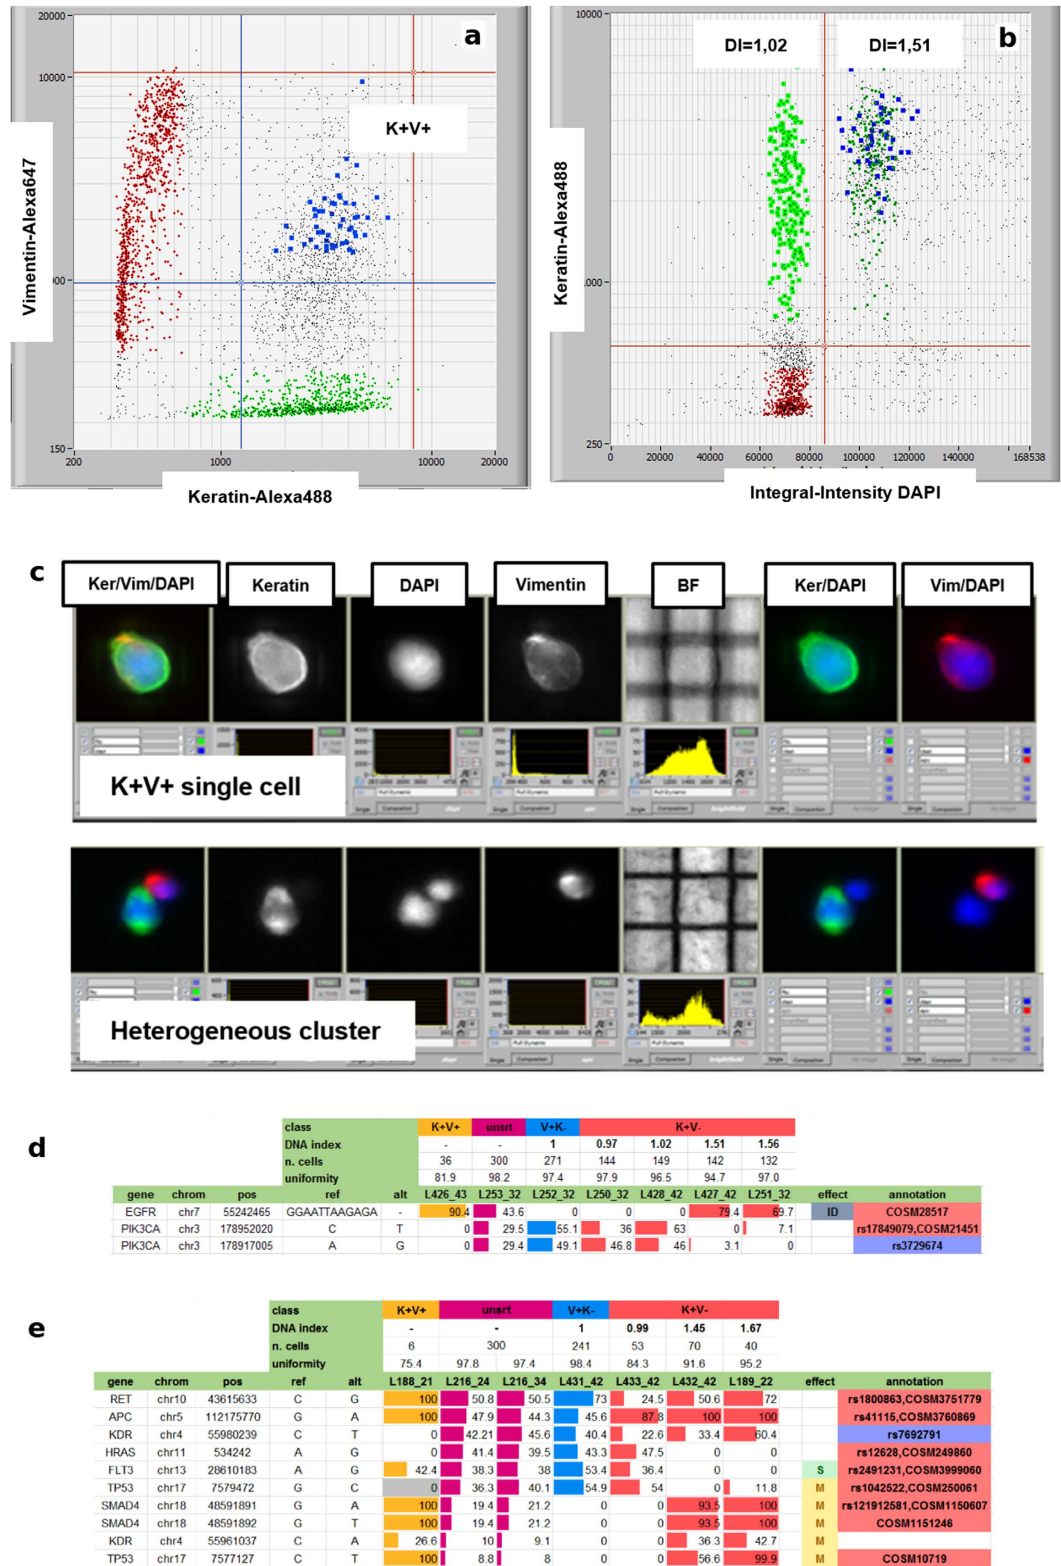 a
20000
10000
Vimentin-Alexa647
K+V+
150
200
1000
10000
20000
Keratin-Alexa488
b
10000
DI=1,02
DI=1,51
Keratin-Alexa488
250
0
20000
40000
60000
80000
100000
120000
140000
168538
Integral-Intensity DAPI
c
Ker/Vim/DAPI
Keratin
DAPI
Vimentin
BF
Ker/DAPI
Vim/DAPI
K+V+ single cell
Heterogeneous cluster
d
class K+V+ unsrt V+K- K+V-
DNA index - - 1 0.97 1.02 1.51 1.56
n. cells 36 300 271 144 149 142 132
uniformity 81.9 98.2 97.4 97.9 96.5 94.7 97.0
gene chrom pos ref alt L426_43 L253_32 L252_32 L250_32 L428_42 L427_42 L251_32 effect annotation
EGFR chr7 55242465 GGAATTAAGAGA - 90.4 43.6 0 0 0 79.4 69.7 ID COSM28517
PIK3CA chr3 178952020 C T 0 29.5 55.1 36 63 0 7.1 rs17849079,COSM21451
PIK3CA chr3 178917005 A G 0 29.4 49.1 46.8 46 3.1 0 rs3729674
e
class K+V+ unsrt V+K- K+V-
DNA index - - 1 0.99 1.45 1.67
n. cells 6 300 241 53 70 40
uniformity 75.4 97.8 97.4 98.4 84.3 91.6 95.2
gene chrom pos ref alt L188_21 L216_24 L216_34 L431_42 L433_42 L432_42 L189_22 effect annotation
RET chr10 43615633 C G 100 50.8 50.5 73 24.5 50.6 72 rs1800863,COSM3751779
APC chr5 112175770 G A 100 47.9 44.3 45.6 87.8 100 100 rs41115,COSM3760869
KDR chr4 55980239 C T 0 42.21 45.6 40.4 22.6 33.4 60.4 rs7692791
HRAS chr11 534242 A G 0 41.4 39.5 43.3 47.5 0 0 rs12628,COSM249860
FLT3 chr13 28610183 A G 42.4 38.3 38 53.4 36.4 0 0 S rs2491231,COSM3999060
TP53 chr17 7579472 G C 0 36.3 40.1 54.9 54 0 11.8 M rs1042522,COSM250061
SMAD4 chr18 48591891 G A 100 19.4 21.2 0 0 93.5 100 M rs121912581,COSM1150607
SMAD4 chr18 48591892 G T 100 19.4 21.2 0 0 93.5 100 M COSM1151246
KDR chr4 55961037 C A 26.6 10 9.1 0 0 36.3 42.7 M
TP53 chr17 7577127 C T 100 8.8 8 0 0 56.6 99.9 M COSM10719